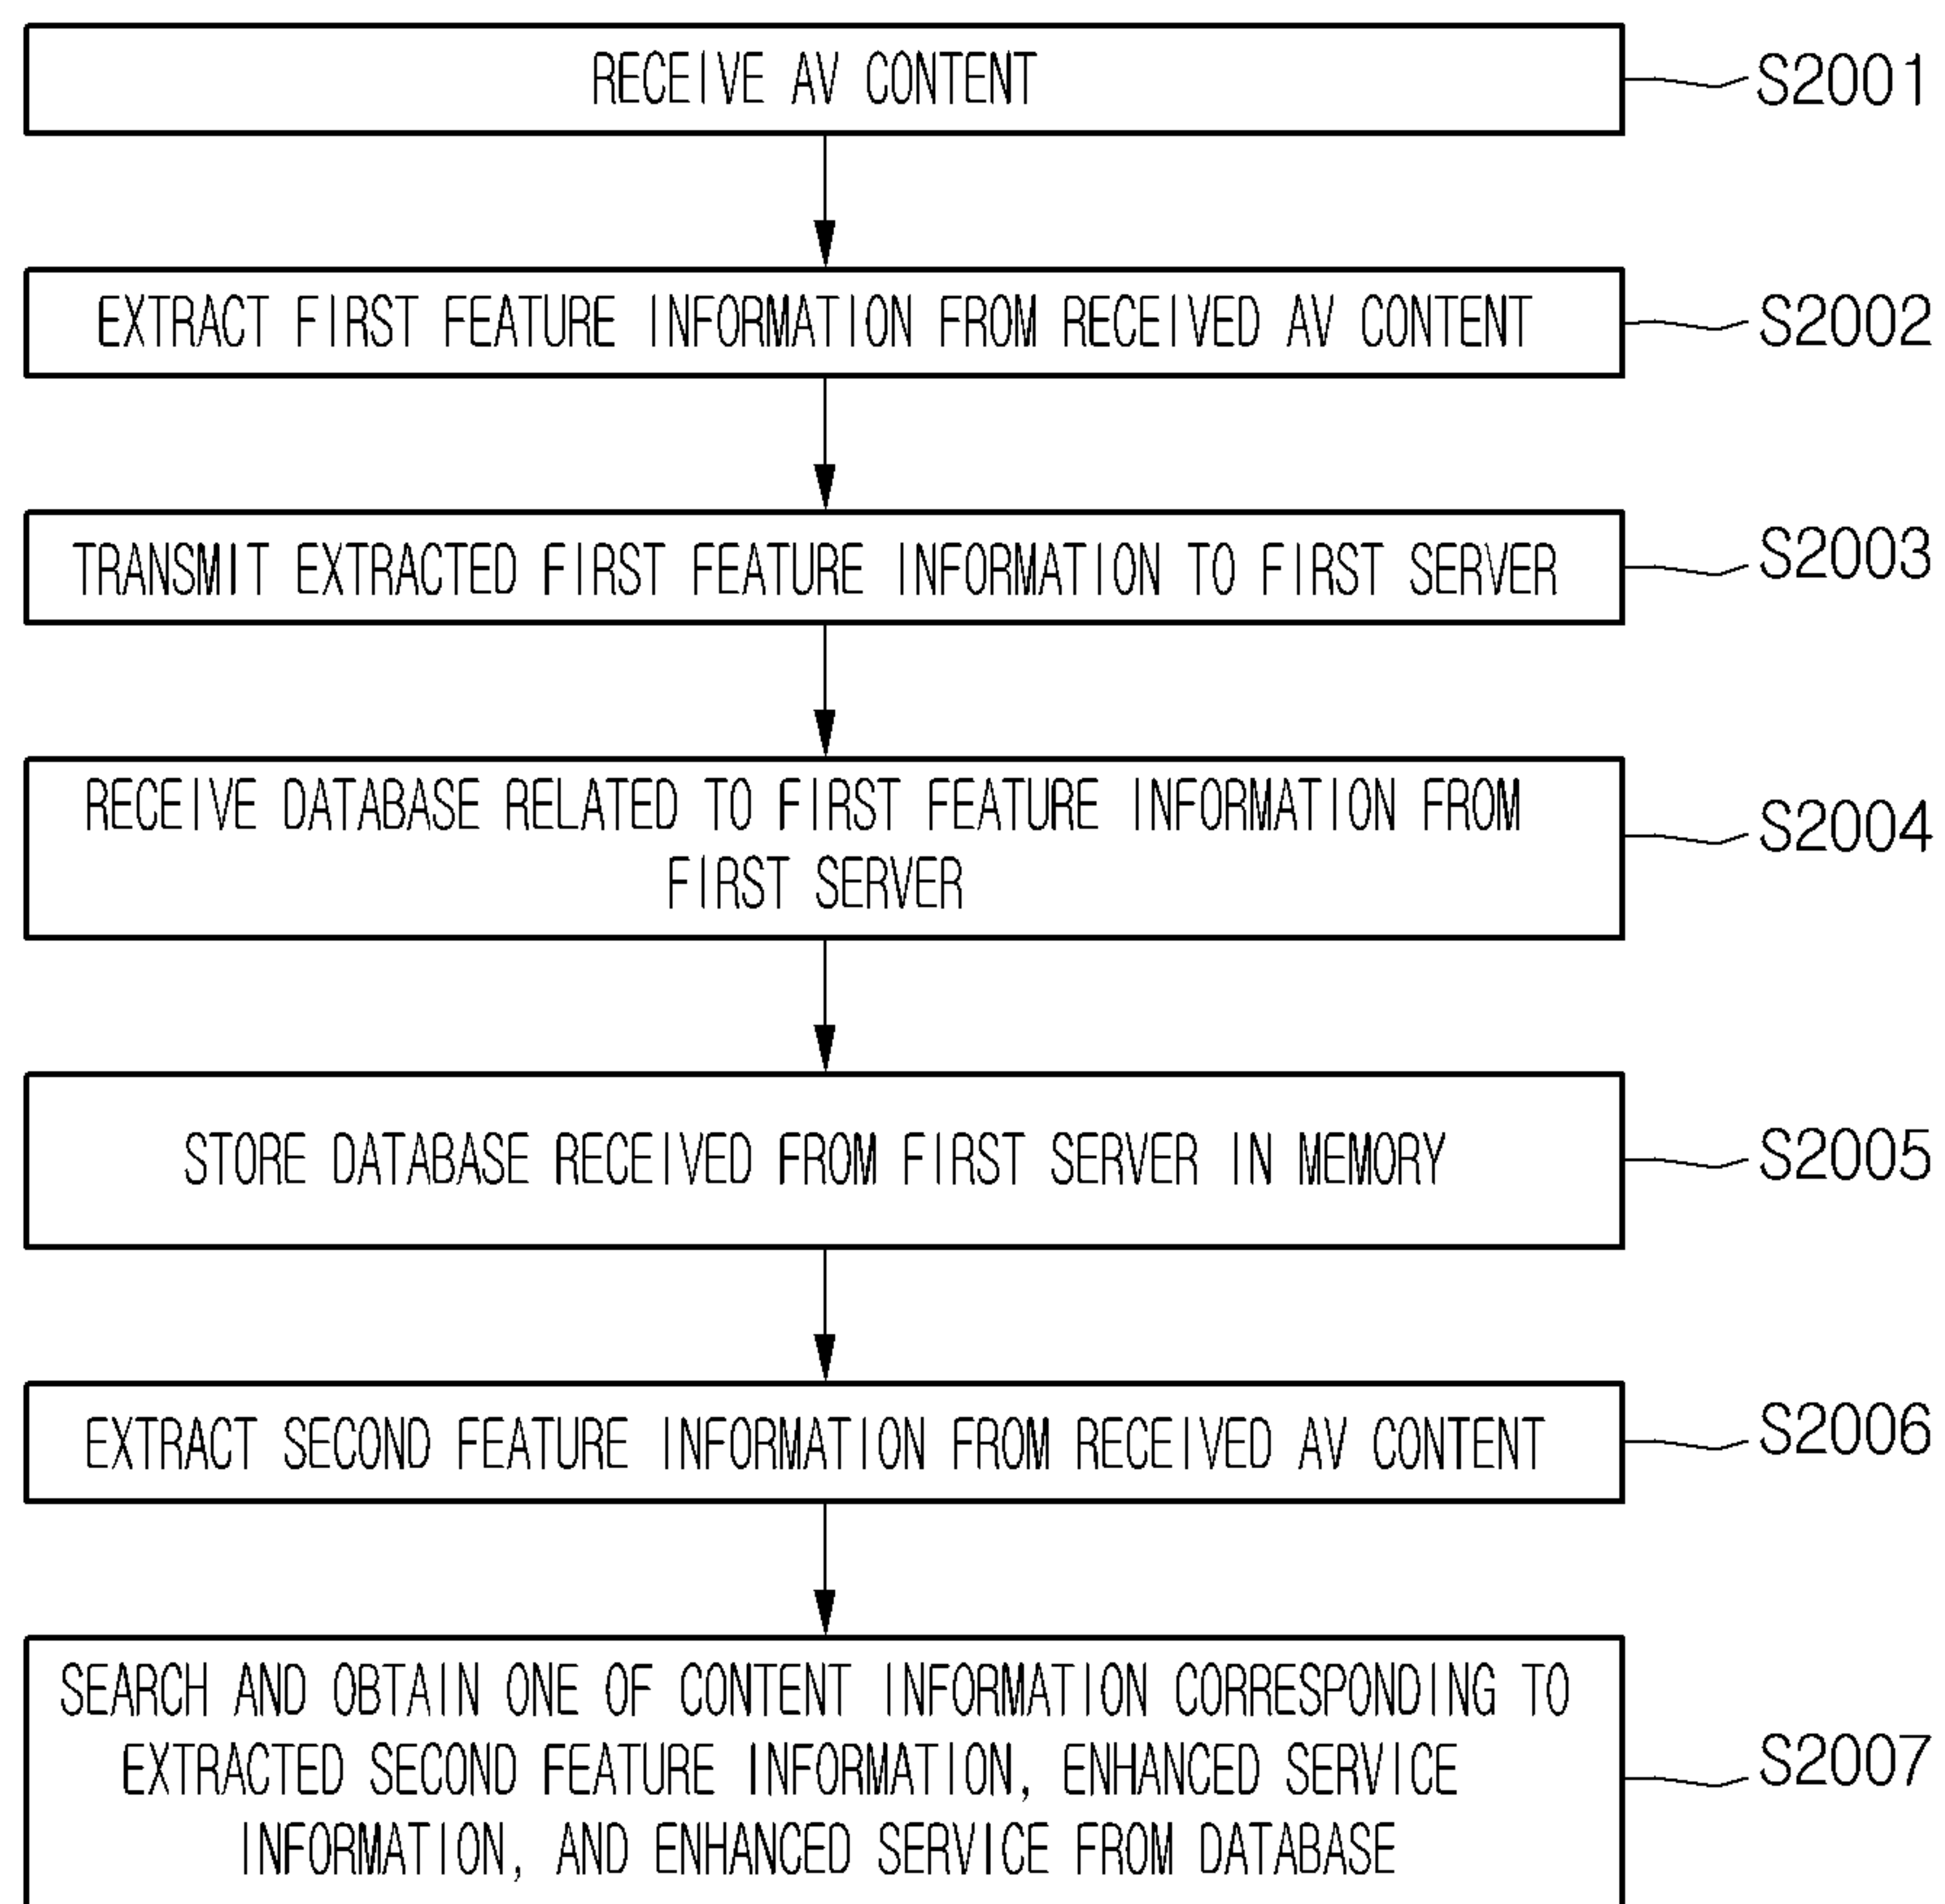 RECEIVE AV CONTENT
S2001
EXTRACT FIRST FEATURE INFORMATION FROM RECEIVED AV CONTENT
S2002
TRANSMIT EXTRACTED FIRST FEATURE INFORMATION TO FIRST SERVER
S2003
RECEIVE DATABASE RELATED TO FIRST FEATURE INFORMATION FROM
FIRST SERVER
S2004
STORE DATABASE RECEIVED FROM FIRST SERVER IN MEMORY
S2005
EXTRACT SECOND FEATURE INFORMATION FROM RECEIVED AV CONTENT
S2006
SEARCH AND OBTAIN ONE OF CONTENT INFORMATION CORRESPONDING TO
EXTRACTED SECOND FEATURE INFORMATION, ENHANCED SERVICE
INFORMATION, AND ENHANCED SERVICE FROM DATABASE
S2007